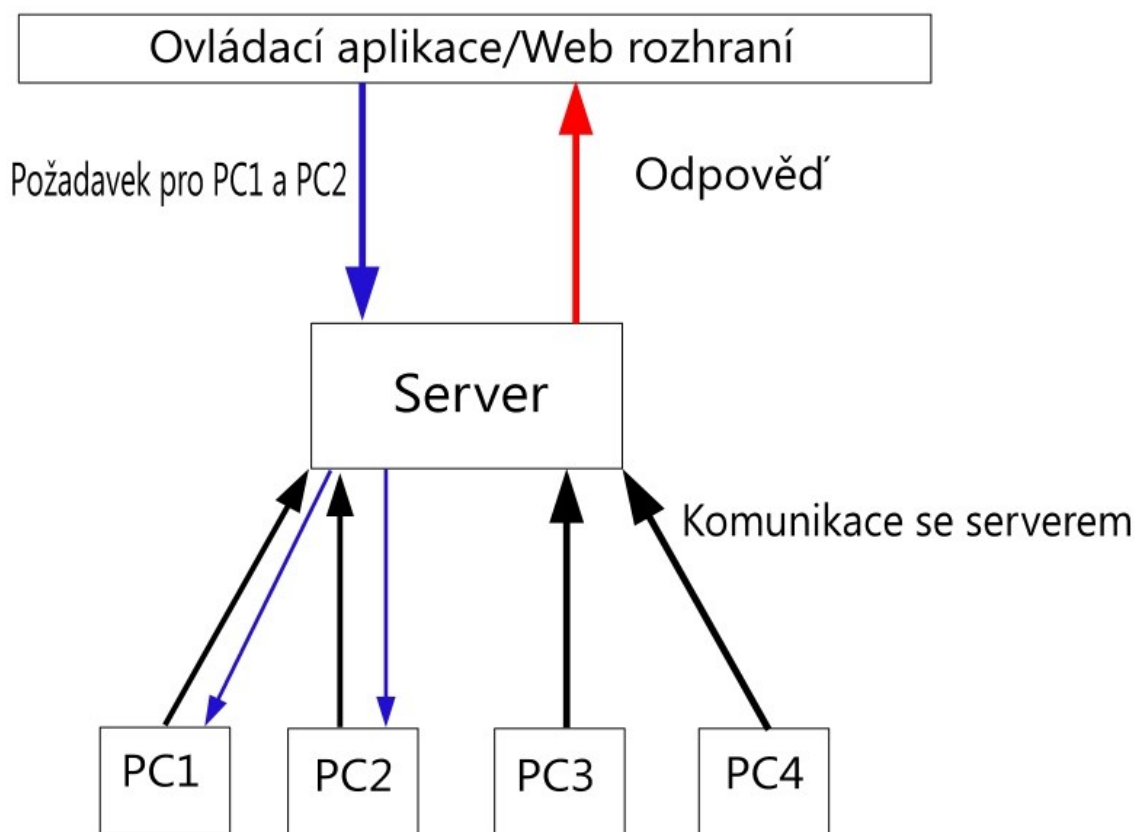 Ovládací aplikace/Web rozhraní
Požadavek pro PC1 a PC2
Odpověď
Server
Komunikace se serverem
PC1
PC2
PC3
PC4